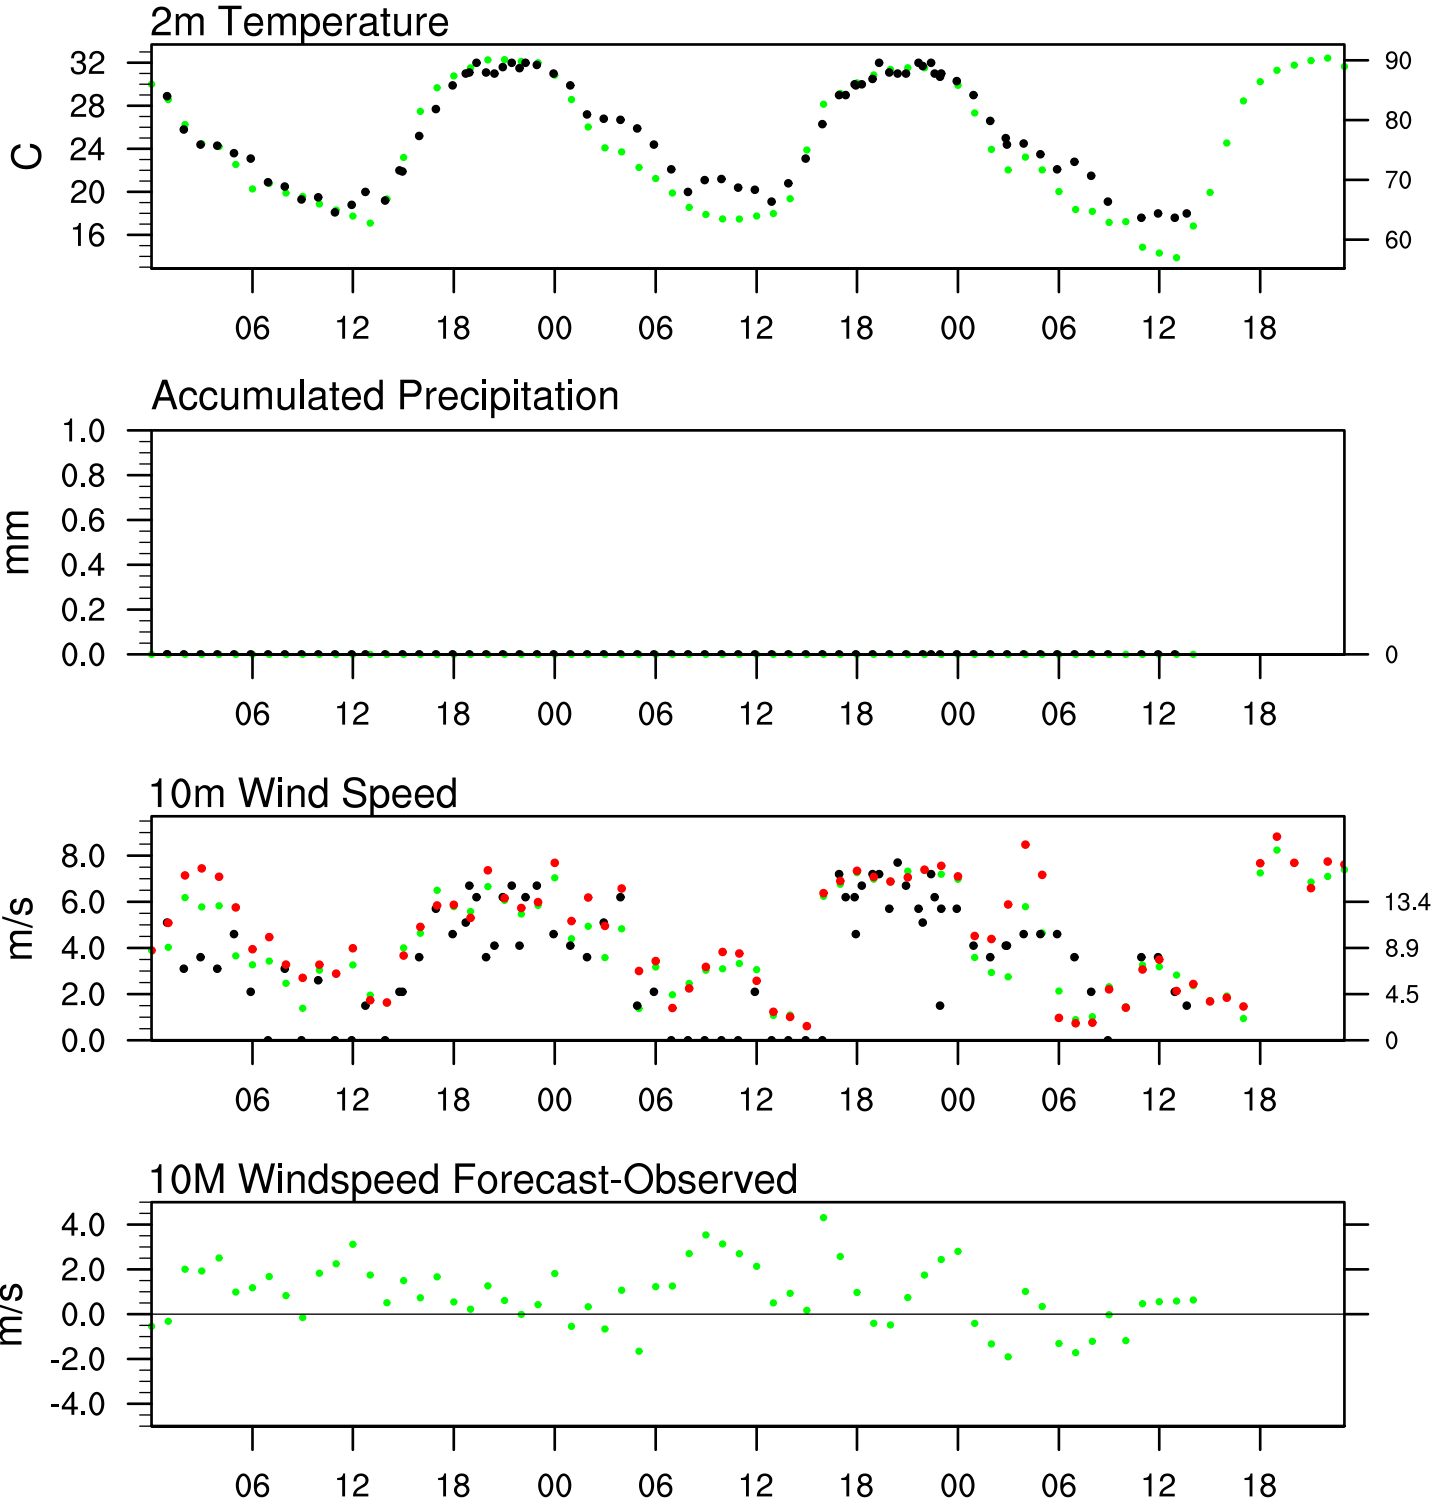 2m Temperature
32
28
24
20
16
C
90
80
70
60
06 12 18 00 06 12 18 00 06 12 18
Accumulated Precipitation
1.0
0.8
0.6
0.4
0.2
0.0
mm
0
06 12 18 00 06 12 18 00 06 12 18
10m Wind Speed
8.0
6.0
4.0
2.0
0.0
m/s
13.4
8.9
4.5
0
06 12 18 00 06 12 18 00 06 12 18
10M Windspeed Forecast-Observed
4.0
2.0
0.0
-2.0
-4.0
m/s
06 12 18 00 06 12 18 00 06 12 18